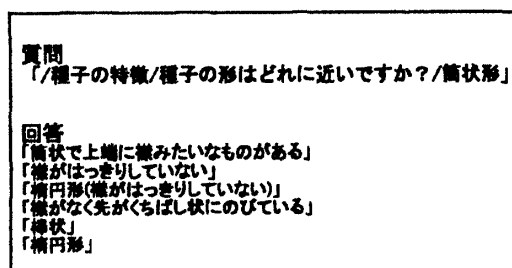 質問
「/種子の特徴/種子の形はどれに近いですか？/筒状形」
回答
「筒状で上端に襟みたいなものがある」
「襟がはっきりしていない」
「楕円形(襟がはっきりしていない)」
「襟がなく先がくちばし状にのびている」
「棒状」
「楕円形」